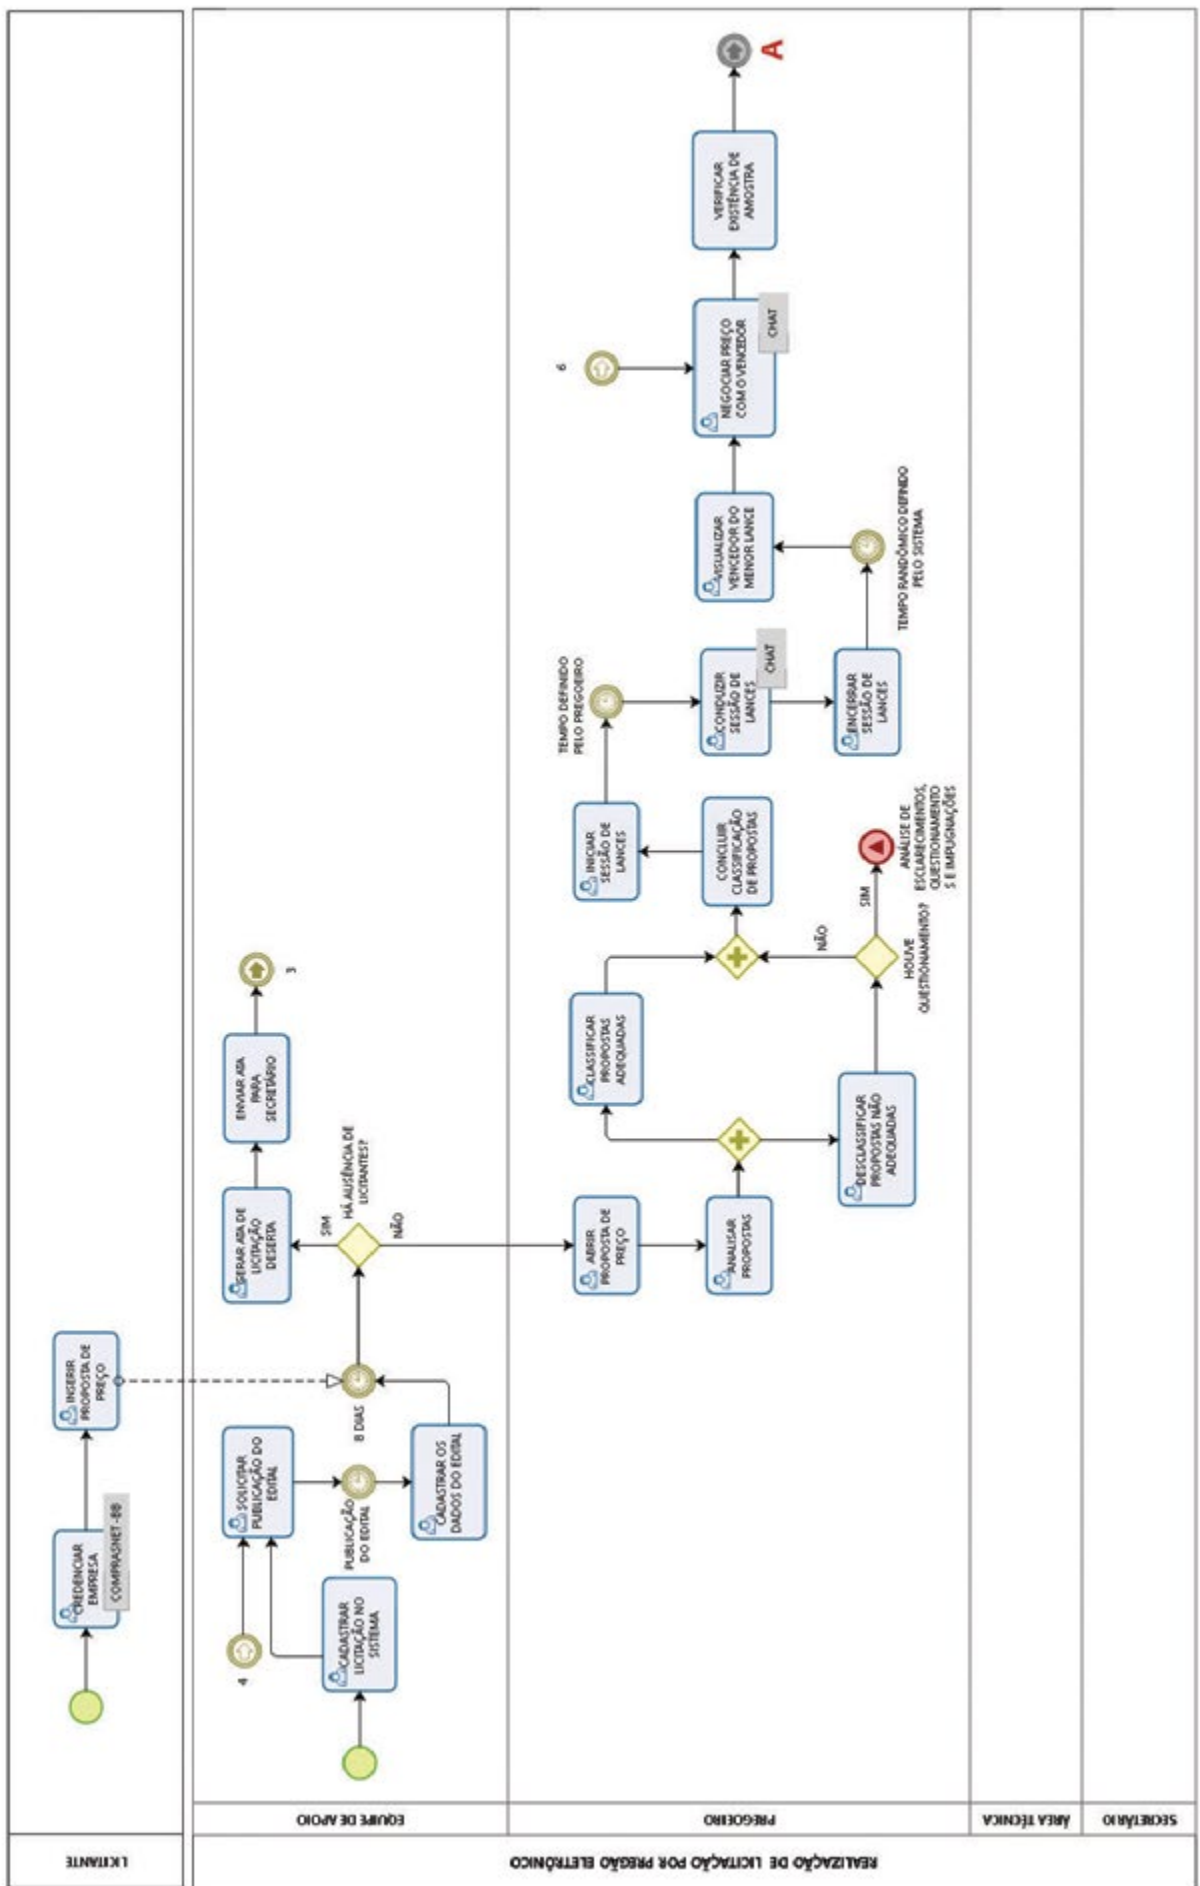 LICITANTE
CREDENCIAR
EMPRESA
COMPRASNET -BB
INSERIR
PROPOSTA DE
PREÇO
REALIZAÇÃO DE LICITAÇÃO POR PREGÃO ELETRÔNICO
EQUIPE DE APOIO
4
CADASTRAR
LICITAÇÃO NO
SISTEMA
SOLICITAR
PUBLICAÇÃO DO
EDITAL
PUBLICAÇÃO
DO EDITAL
CADASTRAR OS
DADOS DO EDITAL
8 DIAS
HÁ AUSÊNCIA DE
LICITANTES?
SIM
NÃO
GERAR ATA DE
LICITAÇÃO
DESERTA
ENVIAR ATA
PARA
SECRETÁRIO
3
PREGOEIRO
ABRIR
PROPOSTA DE
PREÇO
ANALISAR
PROPOSTAS
CLASSIFICAR
PROPOSTAS
ADEQUADAS
DESCLASSIFICAR
PROPOSTAS NÃO
ADEQUADAS
HOUVE
QUESTIONAMENTO?
NÃO
SIM
ANÁLISE DE
ESCLARECIMENTOS,
QUESTIONAMENTO
S E IMPUGNAÇÕES
CONCLUIR
CLASSIFICAÇÃO
DE PROPOSTAS
INICIAR
SESSÃO DE
LANCES
TEMPO DEFINIDO
PELO PREGOEIRO
CONDUZIR
SESSÃO DE
LANCES
CHAT
ENCERRAR
SESSÃO DE
LANCES
TEMPO RANDÔMICO DEFINIDO
PELO SISTEMA
VISUALIZAR
VENCEDOR DO
MENOR LANCE
6
NEGOCIAR PREÇO
COM O VENCEDOR
CHAT
VERIFICAR
EXISTÊNCIA DE
AMOSTRA
A
ÁREA TÉCNICA
SECRETÁRIO